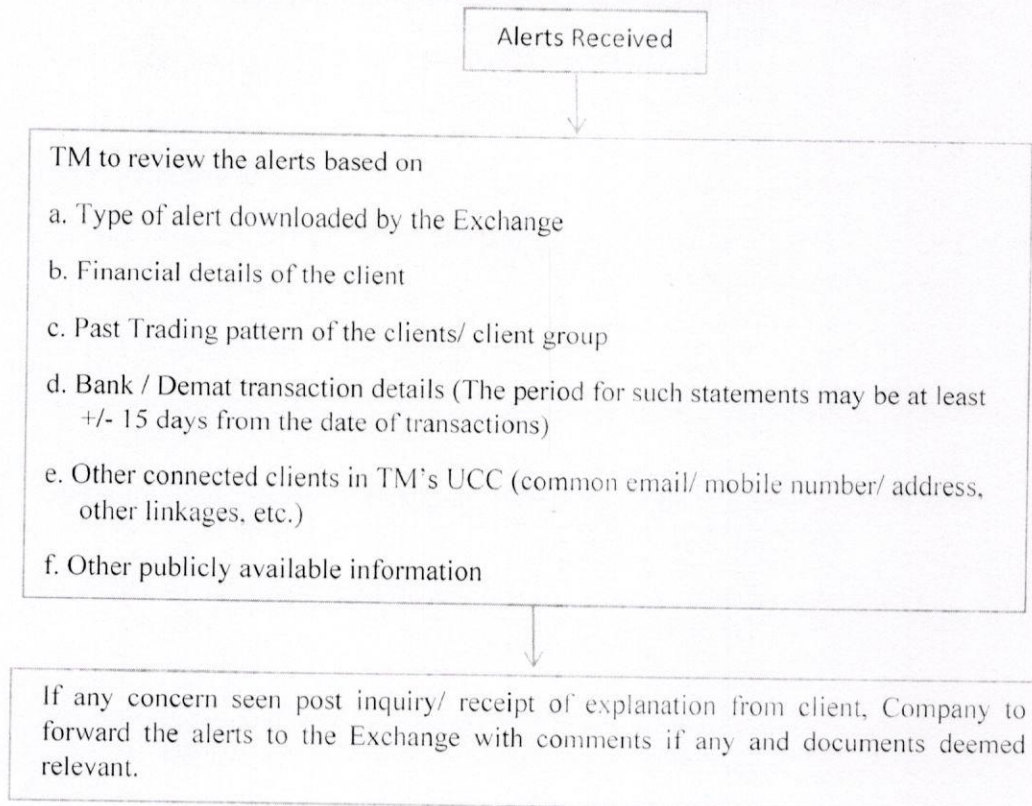 Alerts Received
TM to review the alerts based on
a. Type of alert downloaded by the Exchange
b. Financial details of the client
c. Past Trading pattern of the clients/ client group
d. Bank / Demat transaction details (The period for such statements may be at least
+/- 15 days from the date of transactions)
e. Other connected clients in TM's UCC (common email/ mobile number/ address,
other linkages, etc.)
f. Other publicly available information
If any concern seen post inquiry/ receipt of explanation from client, Company to
forward the alerts to the Exchange with comments if any and documents deemed
relevant.